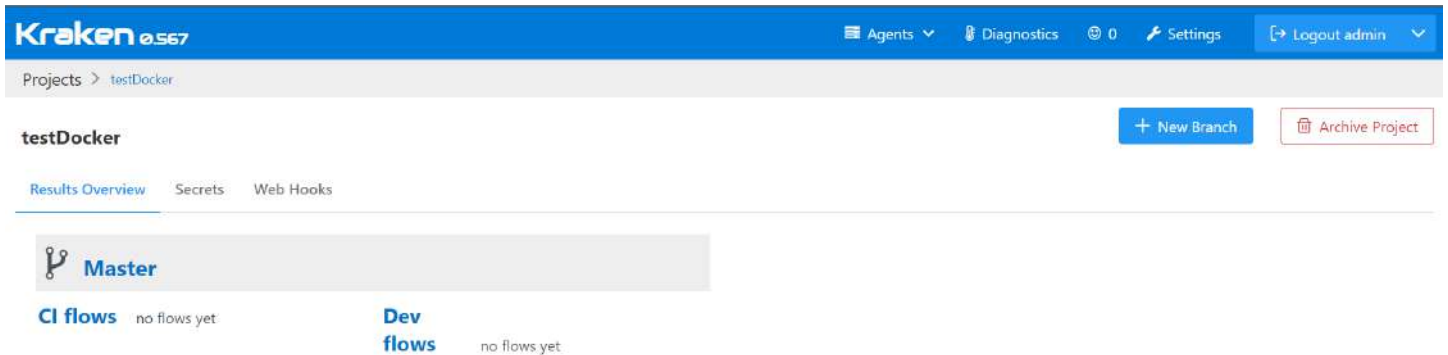 Kraken 0.567 Agents Diagnostics 0 Settings Logout admin
Projects > testDocker
testDocker + New Branch Archive Project
Results Overview Secrets Web Hooks
Master
CI flows no flows yet Dev
flows no flows yet